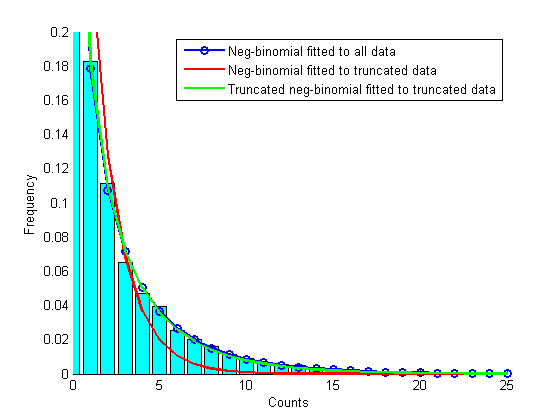 0.2
Neg-binomial fitted to all data
Neg-binomial fitted to truncated data
Truncated neg-binomial fitted to truncated data
0.18
0.16
0.14
0.12
0.1
0.08
0.06
0.04
0.02
0
Frequency
0 5 10 15 20 25
Counts